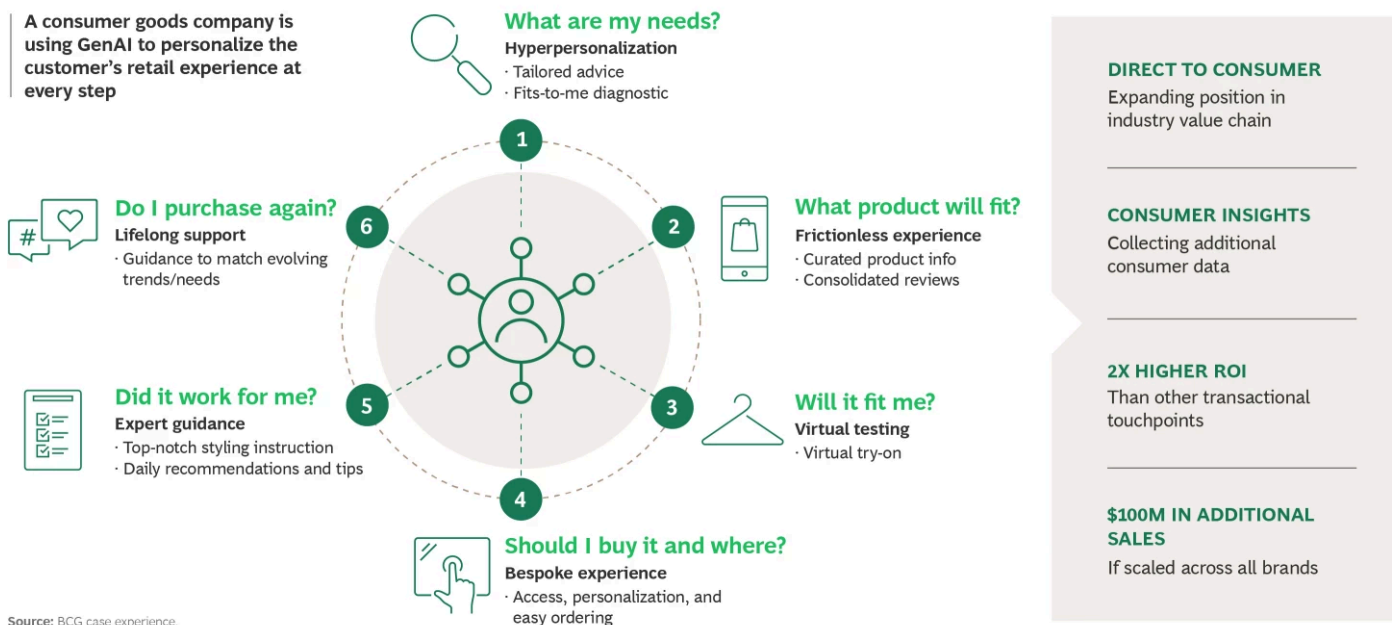 A consumer goods company is
using GenAI to personalize the
customer's retail experience at
every step
What are my needs?
Hyperpersonalization
· Tailored advice
· Fits-to-me diagnostic
1
What product will fit?
Frictionless experience
· Curated product info
· Consolidated reviews
2
Will it fit me?
Virtual testing
· Virtual try-on
3
Should I buy it and where?
Bespoke experience
· Access, personalization, and
easy ordering
4
Did it work for me?
Expert guidance
· Top-notch styling instruction
· Daily recommendations and tips
5
Do I purchase again?
Lifelong support
· Guidance to match evolving
trends/needs
6
#
DIRECT TO CONSUMER
Expanding position in
industry value chain
CONSUMER INSIGHTS
Collecting additional
consumer data
2X HIGHER ROI
Than other transactional
touchpoints
$100M IN ADDITIONAL
SALES
If scaled across all brands
Source: BCG case experience.